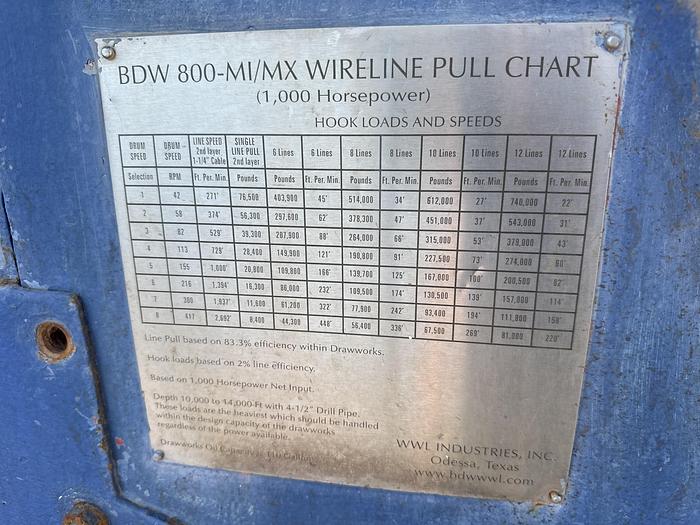 BDW 800-MI/MX WIRELINE PULL CHART
(1,000 Horsepower)
HOOK LOADS AND SPEEDS
DRUM SPEED DRUM SPEED LINE SPEED 2nd layer 1-1/4" Cable SINGLE LINE PULL 2nd layer 6 Lines 6 Lines 8 Lines 8 Lines 10 Lines 10 Lines 12 Lines 12 Lines
Selection RPM Ft. Per. Min. Pounds Pounds Ft. Per. Min. Pounds Ft. Per. Min. Pounds Ft. Per. Min. Pounds Ft. Per. Min.
1 42 271' 76,500 403,900 45' 514,000 34' 612,000 27' 740,000 22'
2 58 374' 56,300 297,600 62' 378,300 47' 451,000 37' 543,000 31'
3 82 529' 39,300 207,900 88' 264,000 66' 315,000 53' 379,000 43'
4 113 728' 28,400 149,900 121' 190,800 91' 227,500 73' 274,000 60'
5 155 1,000' 20,800 109,800 166' 139,700 125' 167,000 100' 200,500 82'
6 216 1,394' 16,300 86,000 232' 109,500 174' 130,500 139' 157,000 114'
7 300 1,937' 11,600 61,200 322' 77,900 242' 93,400 194' 111,800 158'
8 417 2,692' 8,400 44,300 448' 56,400 336' 67,500 269' 81,000 220'
Line Pull based on 83.3% efficiency within Drawworks.
Hook loads based on 2% line efficiency.
Based on 1,000 Horsepower Net Input.
Depth 10,000 to 14,000-Ft with 4-1/2" Drill Pipe.
These loads are the heaviest which should be handled
within the design capacity of the drawworks
regardless of the power available.
Drawworks Oil Capacity is 110 Gallons
WWL INDUSTRIES, INC.
Odessa, Texas
www.bdwwwl.com